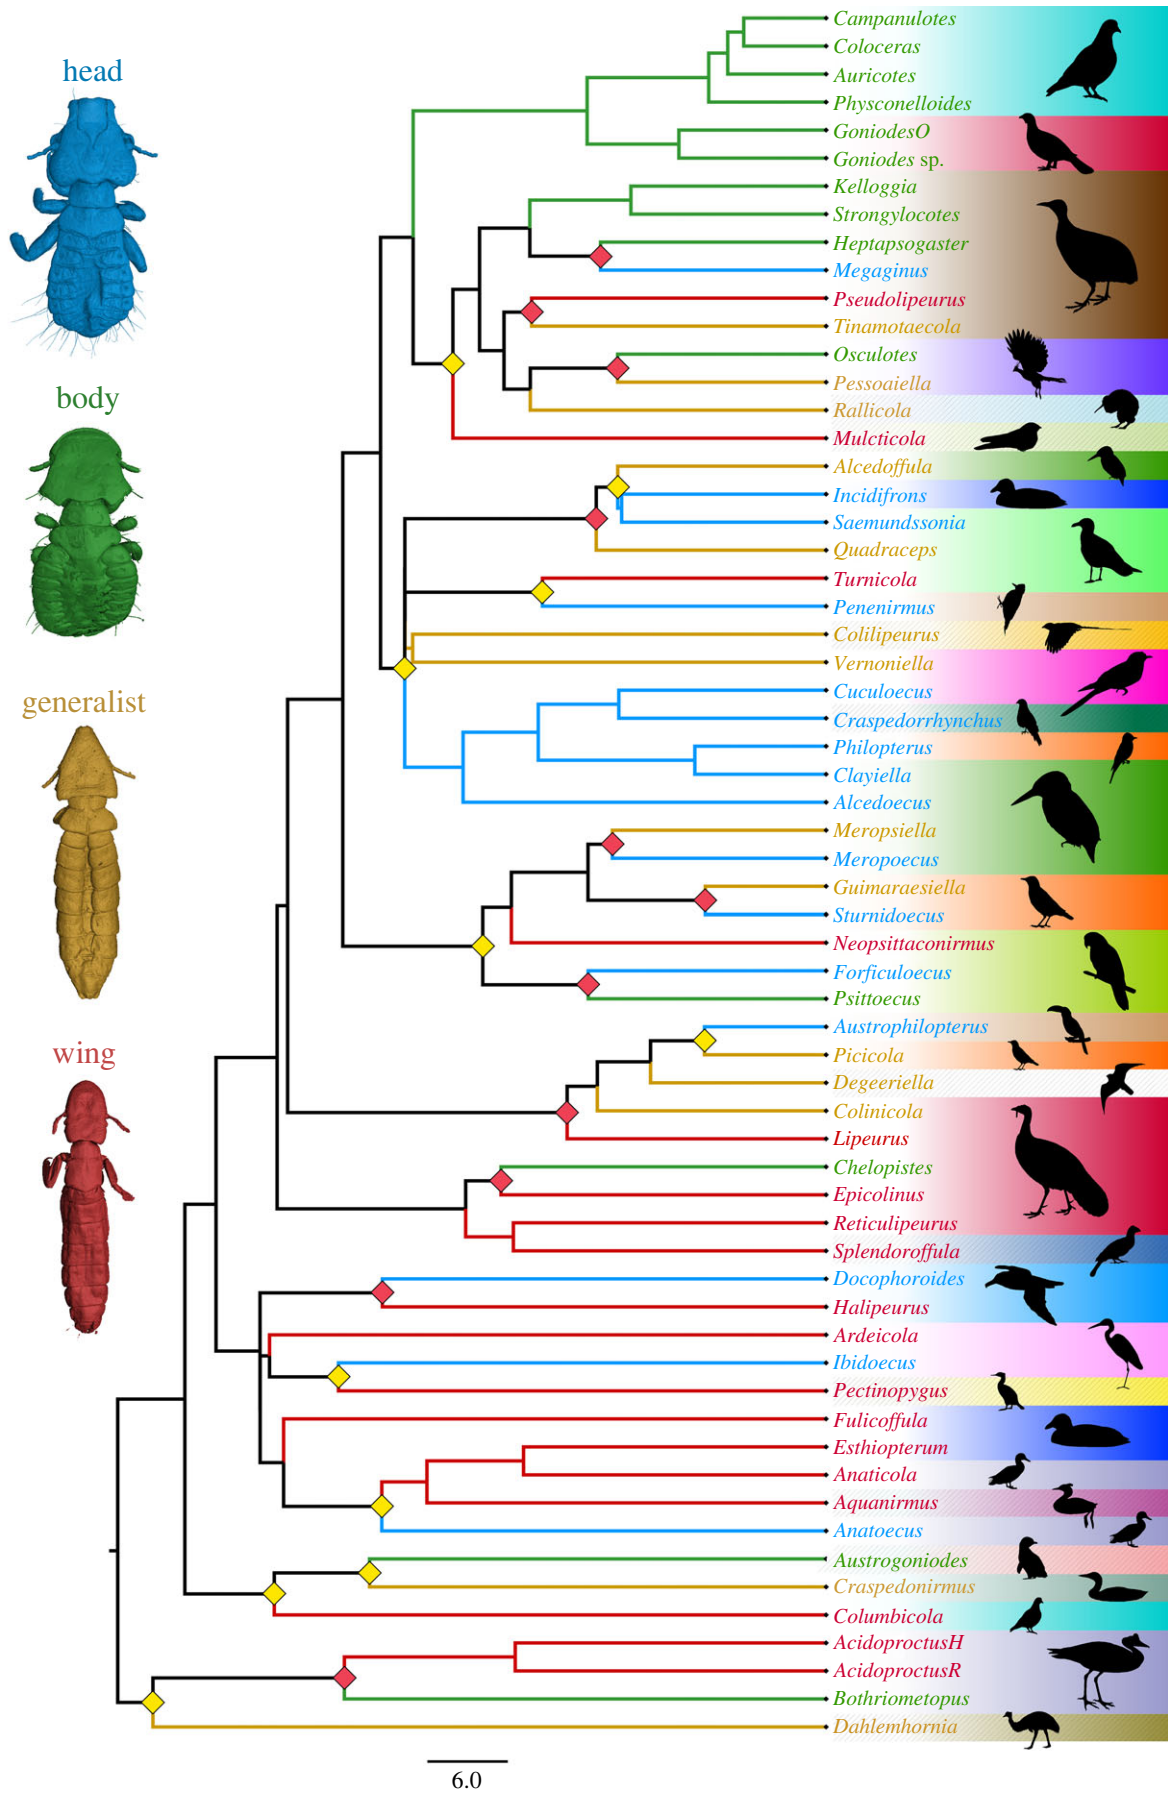 head
body
generalist
wing
Campanulotes
Coloceras
Auricotes
Physconelloides
GoniodesO
Goniodes sp.
Kelloggia
Strongylocotes
Heptapsogaster
Megaginus
Pseudolipeurus
Tinamotaecola
Osculotes
Pessoaiella
Rallicola
Mulcticola
Alcedoffula
Incidifrons
Saemundssonia
Quadraceps
Turnicola
Penenirmus
Colilipeurus
Vernoniella
Cuculoecus
Craspedorrhynchus
Philopterus
Clayiella
Alcedoecus
Meropsiella
Meropoecus
Guimaraesiella
Sturnidoecus
Neopsittaconirmus
Forficuloecus
Psittoecus
Austrophilopterus
Picicola
Degeeriella
Colinicola
Lipeurus
Chelopistes
Epicolinus
Reticulipeurus
Splendoroffula
Docophoroides
Halipeurus
Ardeicola
Ibidoecus
Pectinopygus
Fulicoffula
Esthiopterum
Anaticola
Aquanirmus
Anatoecus
Austrogoniodes
Craspedonirmus
Columbicola
AcidoproctusH
AcidoproctusR
Bothriometopus
Dahlemhornia
6.0